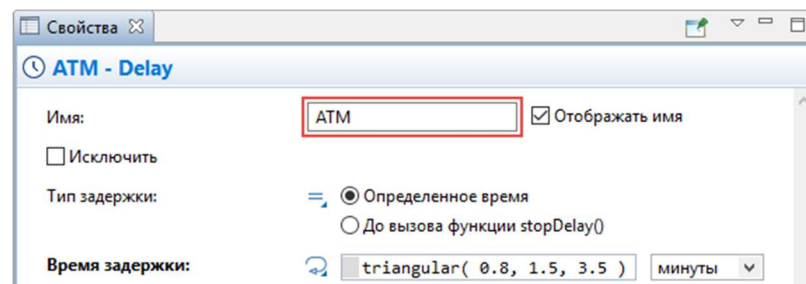 Свойства
ATM - Delay
Имя: ATM Отображать имя
Исключить
Тип задержки: Определенное время
До вызова функции stopDelay()
Время задержки: triangular( 0.8, 1.5, 3.5 ) минуты